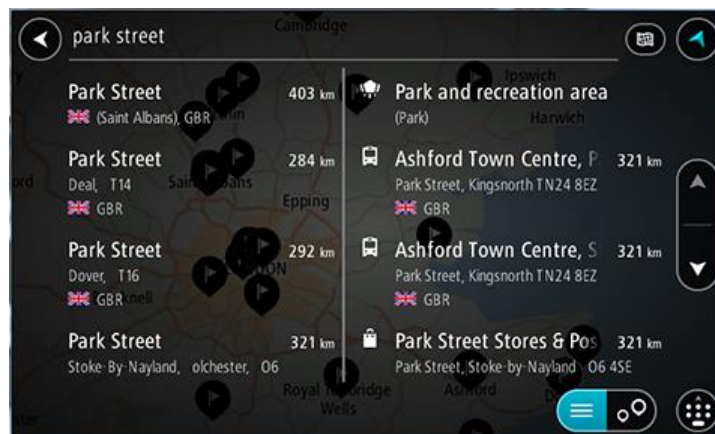 park street
Park Street 403 km
(Saint Albans), GBR
Park Street 284 km
Deal, T14
GBR
Park Street 292 km
Dover, T16
GBR
Park Street 321 km
Stoke-By-Nayland, olchester, O6
Park and recreation area
(Park)
Ashford Town Centre, P 321 km
Park Street, Kingsnorth TN24 8EZ
GBR
Ashford Town Centre, S 321 km
Park Street, Kingsnorth TN24 8EZ
GBR
Park Street Stores & Pos 321 km
Park Street, Stoke-by-Nayland O6 4SE
Cambridge
Ipswich
Harwich
Epping
Ashford
Wells